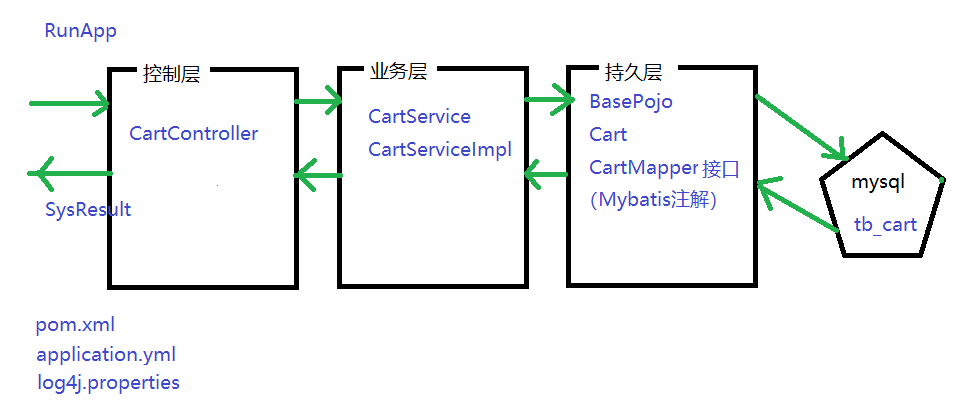 RunApp
控制层
CartController
SysResult
业务层
CartService
CartServiceImpl
持久层
BasePojo
Cart
CartMapper 接口
(Mybatis注解)
mysql
tb_cart
pom.xml
application.yml
log4j.properties